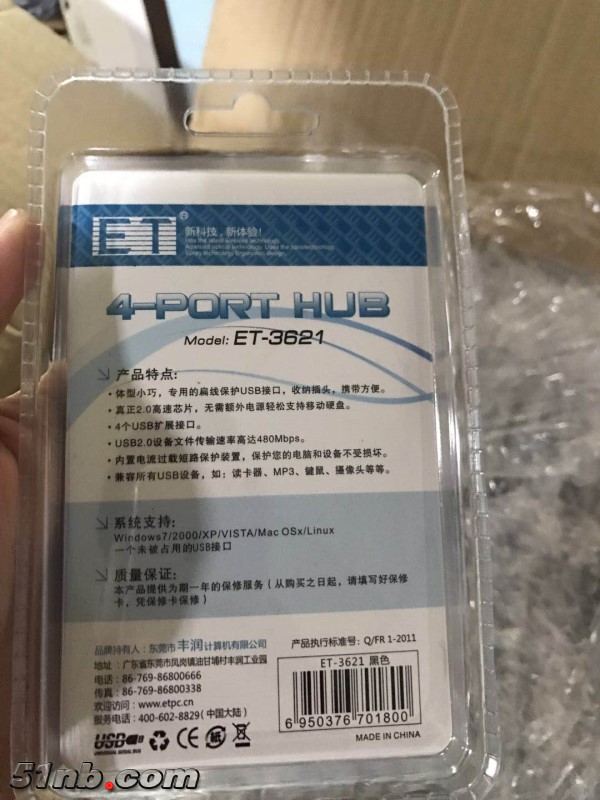 ET®
新科技，新体验！
4-PORT HUB
Model: ET-3621
产品特点:
·体型小巧，专用的扁线保护USB接口，收纳插头，携带方便。
·真正2.0高速芯片，无需额外电源轻松支持移动硬盘。
·4个USB扩展接口。
·USB2.0设备文件传输速率高达480Mbps。
·内置电流过载短路保护装置，保护您的电脑和设备不受损坏。
·兼容所有USB设备，如：读卡器、MP3、键鼠、摄像头等等。
系统支持:
Windows7/2000/XP/VISTA/Mac OSx/Linux
一个未被占用的USB接口
质量保证:
本产品提供为期一年的保修服务（从购买之日起，请填写好保修
卡，凭保修卡保修）
品牌持有人：东莞市丰润计算机有限公司
地址：广东省东莞市凤岗镇油甘埔村丰润工业园
电话：86-769-86800666
传真：86-769-86800338
欢迎访问：www.etpc.cn
服务电话：400-602-8829（中国大陆）
产品执行标准号：Q/FR 1-2011
ET-3621 黑色
6 950376 701800
MADE IN CHINA
USB
UNIVERSAL SERIAL BUS
CE
51nb.com